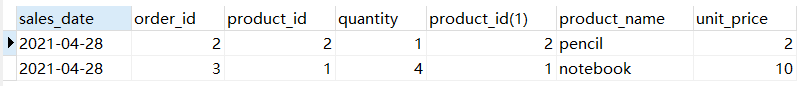 sales_date order_id product_id quantity product_id(1) product_name unit_price
2021-04-28 2 2 1 2 pencil 2
2021-04-28 3 1 4 1 notebook 10